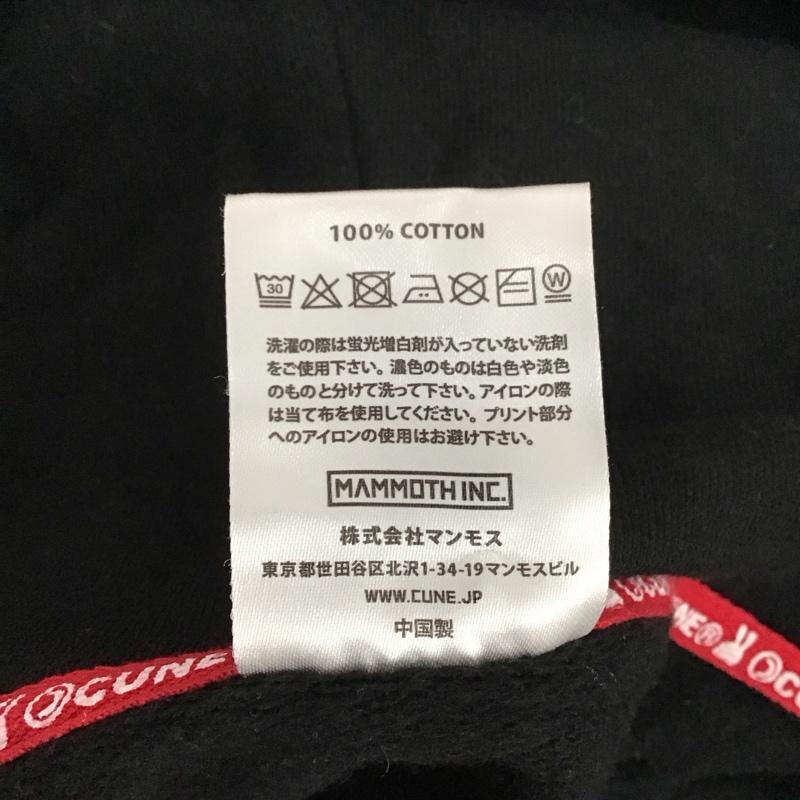 100% COTTON
30
W
洗濯の際は蛍光増白剤が入っていない洗剤
をご使用下さい。濃色のものは白色や淡色
のものと分けて洗って下さい。アイロンの際
は当て布を使用してください。プリント部分
へのアイロンの使用はお避け下さい。
MAMMOTH INC.
株式会社マンモス
東京都世田谷区北沢1-34-19マンモスビル
WWW.CUNE.JP
中国製
CUNE
CUNE®